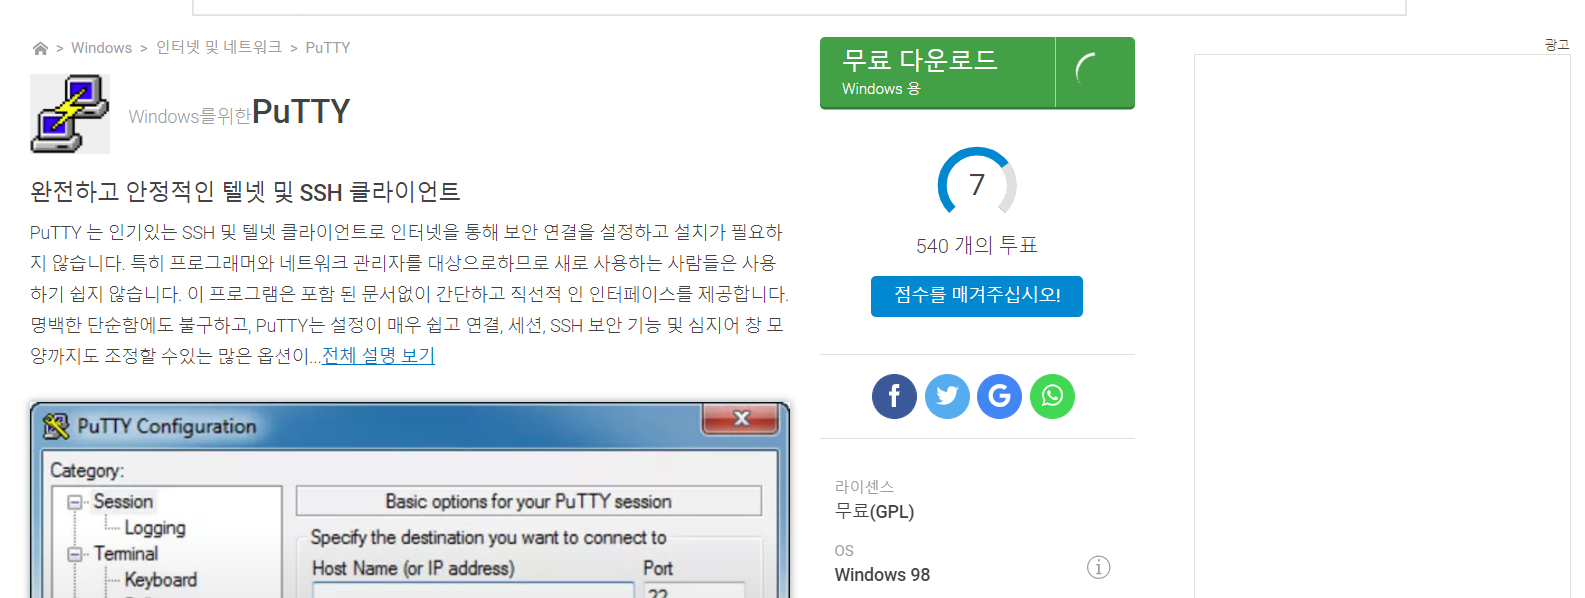 > Windows > 인터넷 및 네트워크 > PuTTY
광고
Windows를위한PuTTY
완전하고 안정적인 텔넷 및 SSH 클라이언트
PuTTY 는 인기있는 SSH 및 텔넷 클라이언트로 인터넷을 통해 보안 연결을 설정하고 설치가 필요하
지 않습니다. 특히 프로그래머와 네트워크 관리자를 대상으로하므로 새로 사용하는 사람들은 사용
하기 쉽지 않습니다. 이 프로그램은 포함 된 문서없이 간단하고 직선적 인 인터페이스를 제공합니다.
명백한 단순함에도 불구하고, PuTTY는 설정이 매우 쉽고 연결, 세션, SSH 보안 기능 및 심지어 창 모
양까지도 조정할 수있는 많은 옵션이...전체 설명 보기
PuTTY Configuration
Category:
Session
Logging
Terminal
Keyboard
Basic options for your PuTTY session
Specify the destination you want to connect to
Host Name (or IP address)
Port
22
무료 다운로드
Windows 용
7
540 개의 투표
점수를 매겨주십시오!
라이센스
무료(GPL)
OS
Windows 98